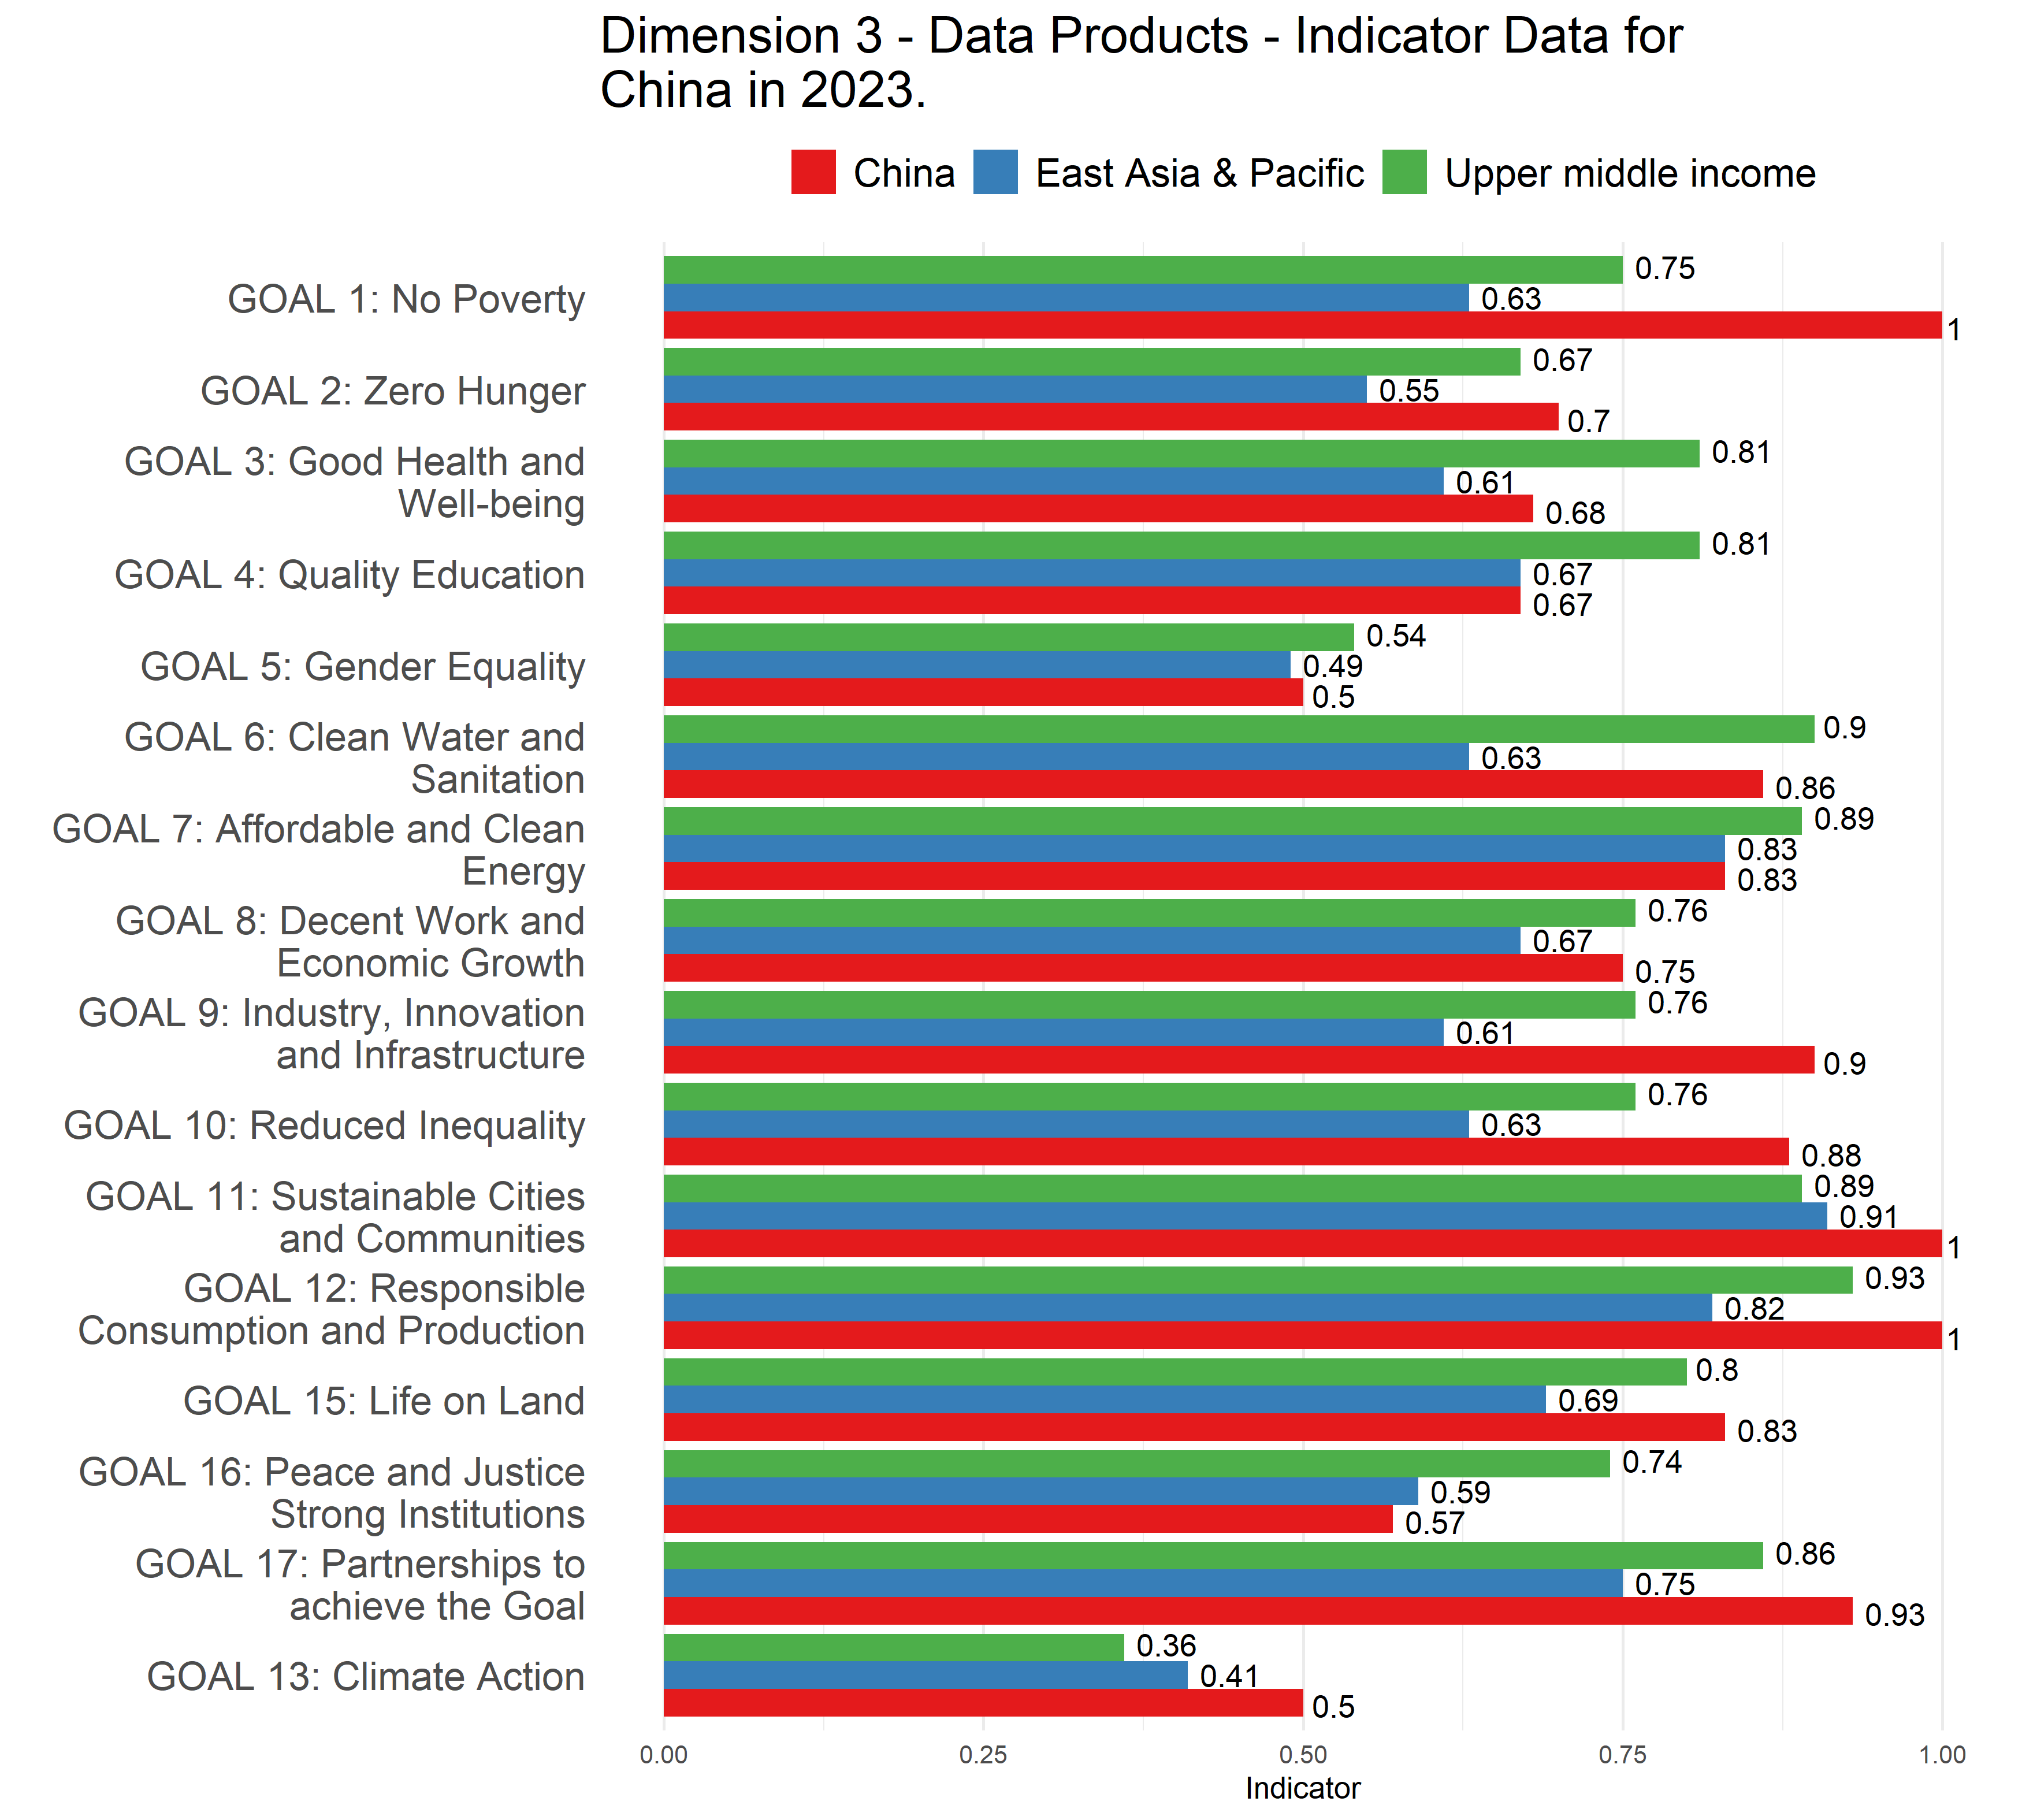 Dimension 3 - Data Products - Indicator Data for
China in 2023.
China East Asia & Pacific Upper middle income
GOAL 1: No Poverty
0.75
0.63
1
GOAL 2: Zero Hunger
0.67
0.55
0.7
GOAL 3: Good Health and
Well-being
0.81
0.61
0.68
GOAL 4: Quality Education
0.81
0.67
0.67
GOAL 5: Gender Equality
0.54
0.49
0.5
GOAL 6: Clean Water and
Sanitation
0.9
0.63
0.86
GOAL 7: Affordable and Clean
Energy
0.89
0.83
0.83
GOAL 8: Decent Work and
Economic Growth
0.76
0.67
0.75
GOAL 9: Industry, Innovation
and Infrastructure
0.76
0.61
0.9
GOAL 10: Reduced Inequality
0.76
0.63
0.88
GOAL 11: Sustainable Cities
and Communities
0.89
0.91
1
GOAL 12: Responsible
Consumption and Production
0.93
0.82
1
GOAL 15: Life on Land
0.8
0.69
0.83
GOAL 16: Peace and Justice
Strong Institutions
0.74
0.59
0.57
GOAL 17: Partnerships to
achieve the Goal
0.86
0.75
0.93
GOAL 13: Climate Action
0.36
0.41
0.5
0.00 0.25 0.50 0.75 1.00
Indicator